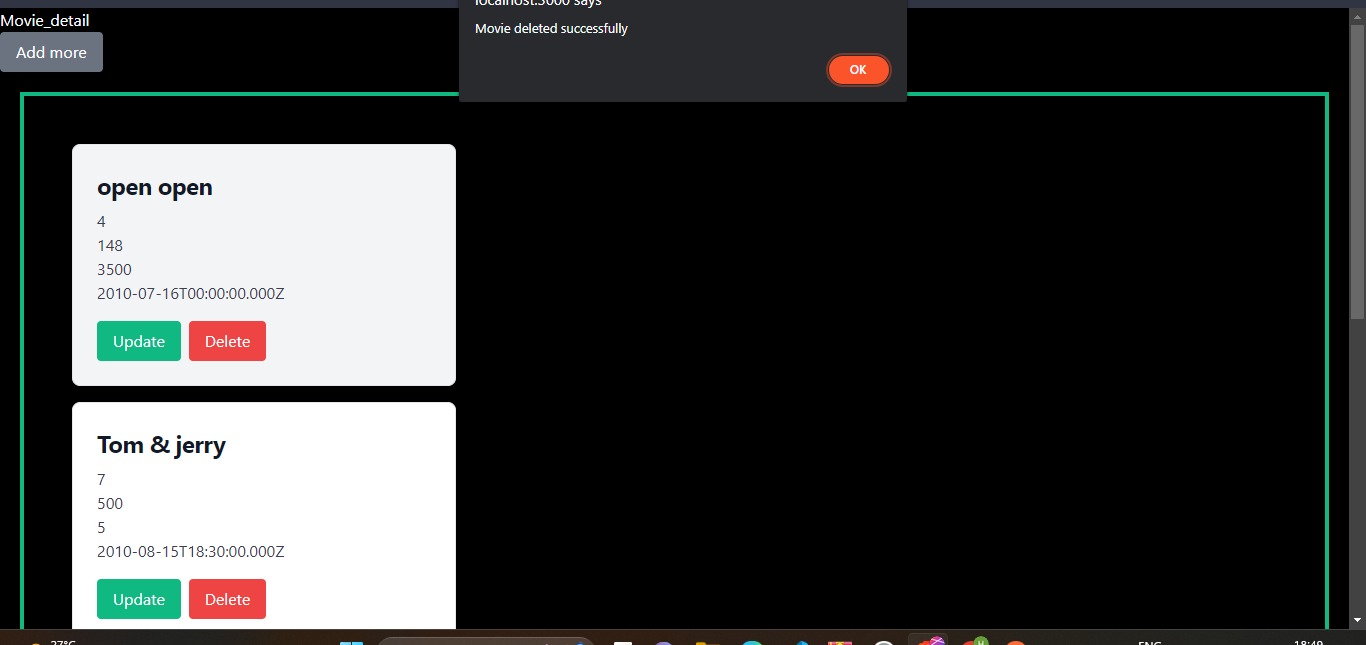 localhost:3000 says
Movie_detail
Movie deleted successfully
Add more
OK
open open
4
148
3500
2010-07-16T00:00:00.000Z
Update Delete
Tom & jerry
7
500
5
2010-08-15T18:30:00.000Z
Update Delete
27°C
ENG
18:49